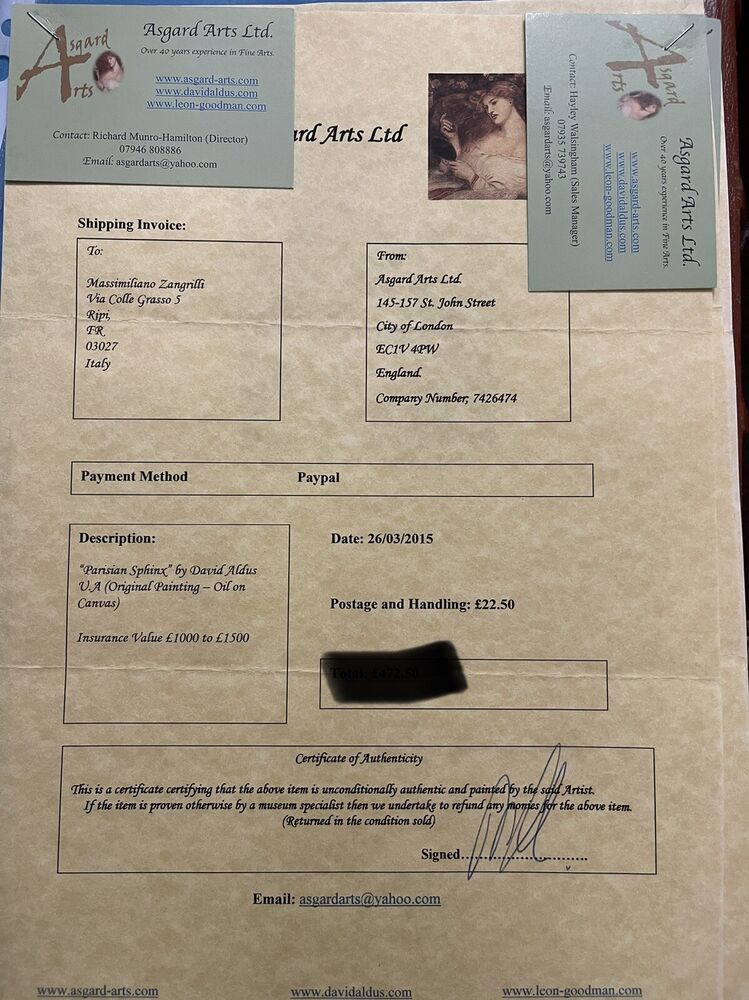 Asgard
Arts
Asgard Arts Ltd.
Over 40 years experience in Fine Arts.
www.asgard-arts.com
www.davidaldus.com
www.leon-goodman.com
Contact: Richard Munro-Hamilton (Director)
07946 808886
Email: asgardarts@yahoo.com
Asgard
Arts
Asgard Arts Ltd.
Over 40 years experience in Fine Arts.
www.asgard-arts.com
www.davidaldus.com
www.leon-goodman.com
Contact: Hayley Walsingham (Sales Manager)
07935 739743
Email: asgardarts@yahoo.com
rd Arts Ltd
Shipping Invoice:
To:
Massimiliano Zangrilli
Via Colle Grasso 5
Ripi,
FR
03027
Italy
From:
Asgard Arts Ltd.
145-157 St. John Street
City of London
EC1V 4PW
England.
Company Number; 7426474
Payment Method Paypal
Description:
"Parisian Sphinx" by David Aldus
U.A (Original Painting – Oil on
Canvas)
Insurance Value £1000 to £1500
Date: 26/03/2015
Postage and Handling: £22.50
Total: £472.50
Certificate of Authenticity
This is a certificate certifying that the above item is unconditionally authentic and painted by the said Artist.
If the item is proven otherwise by a museum specialist then we undertake to refund any monies for the above item.
(Returned in the condition sold)
Signed
Email: asgardarts@yahoo.com
www.asgard-arts.com www.davidaldus.com www.leon-goodman.com